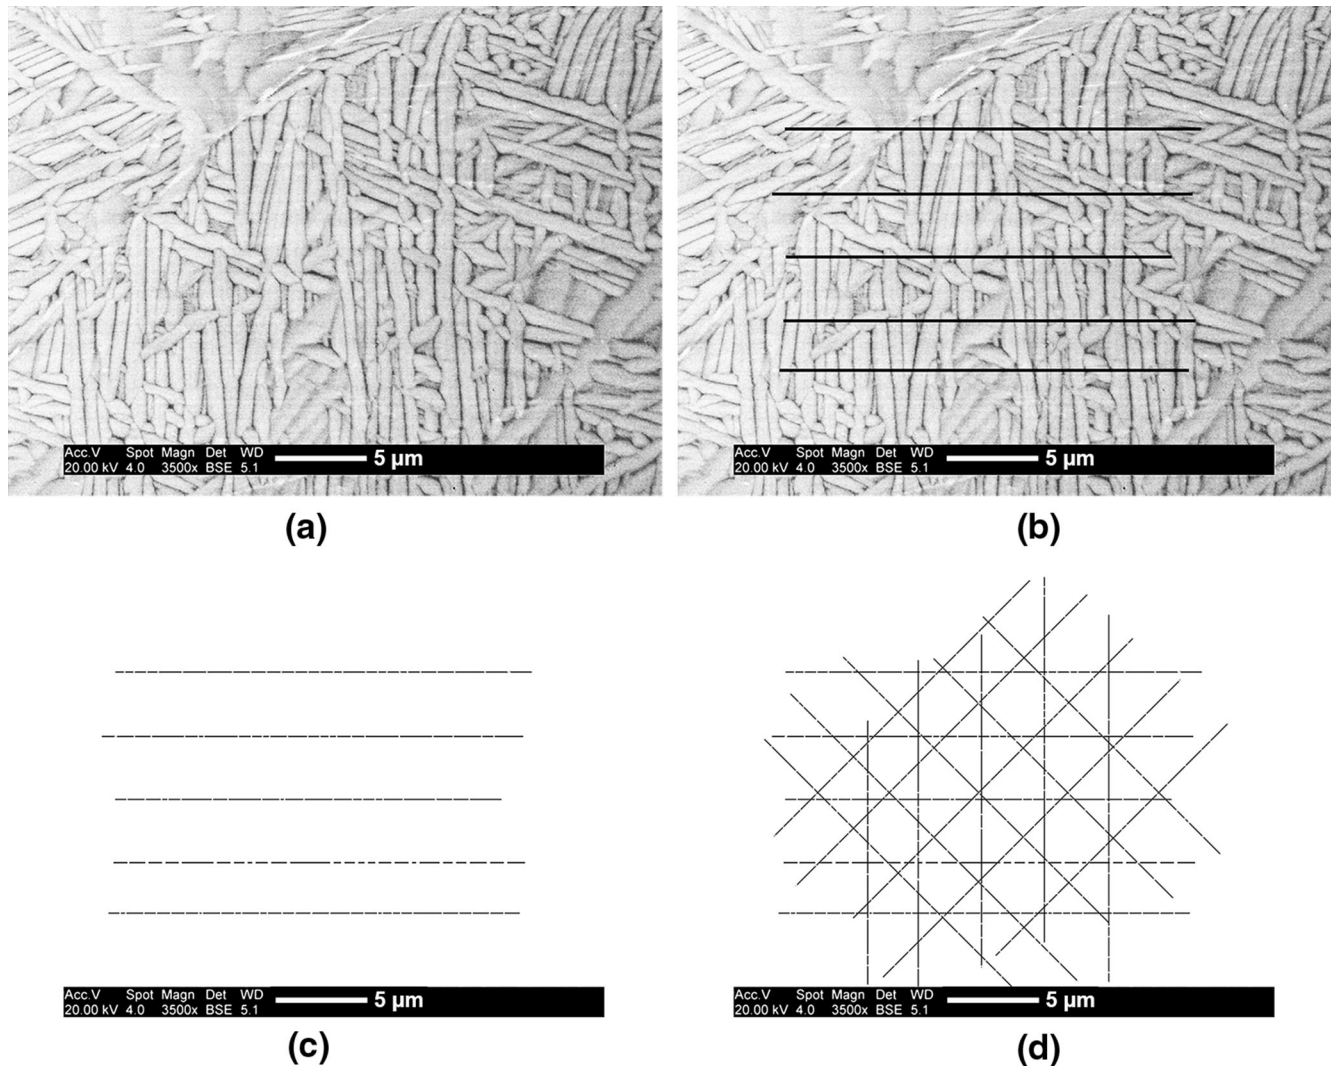 Acc.V Spot Magn Det WD
20.00 kV 4.0 3500x BSE 5.1 5 µm
Acc.V Spot Magn Det WD
20.00 kV 4.0 3500x BSE 5.1 5 µm
(a)
(b)
Acc.V Spot Magn Det WD
20.00 kV 4.0 3500x BSE 5.1 5 µm
Acc.V Spot Magn Det WD
20.00 kV 4.0 3500x BSE 5.1 5 µm
(c)
(d)